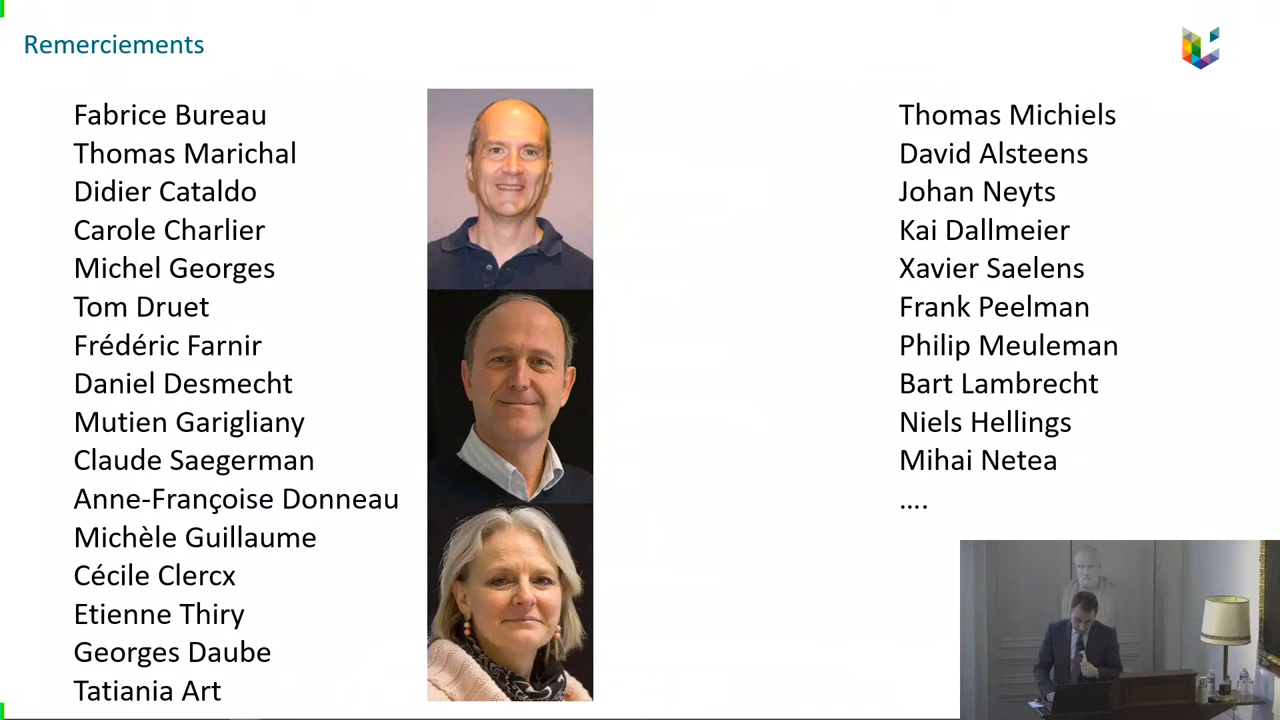 Remerciements
Fabrice Bureau
Thomas Marichal
Didier Cataldo
Carole Charlier
Michel Georges
Tom Druet
Frédéric Farnir
Daniel Desmecht
Mutien Garigliany
Claude Saegerman
Anne-Françoise Donneau
Michèle Guillaume
Cécile Clercx
Etienne Thiry
Georges Daube
Tatiania Art
Thomas Michiels
David Alsteens
Johan Neyts
Kai Dallmeier
Xavier Saelens
Frank Peelman
Philip Meuleman
Bart Lambrecht
Niels Hellings
Mihai Netea
....